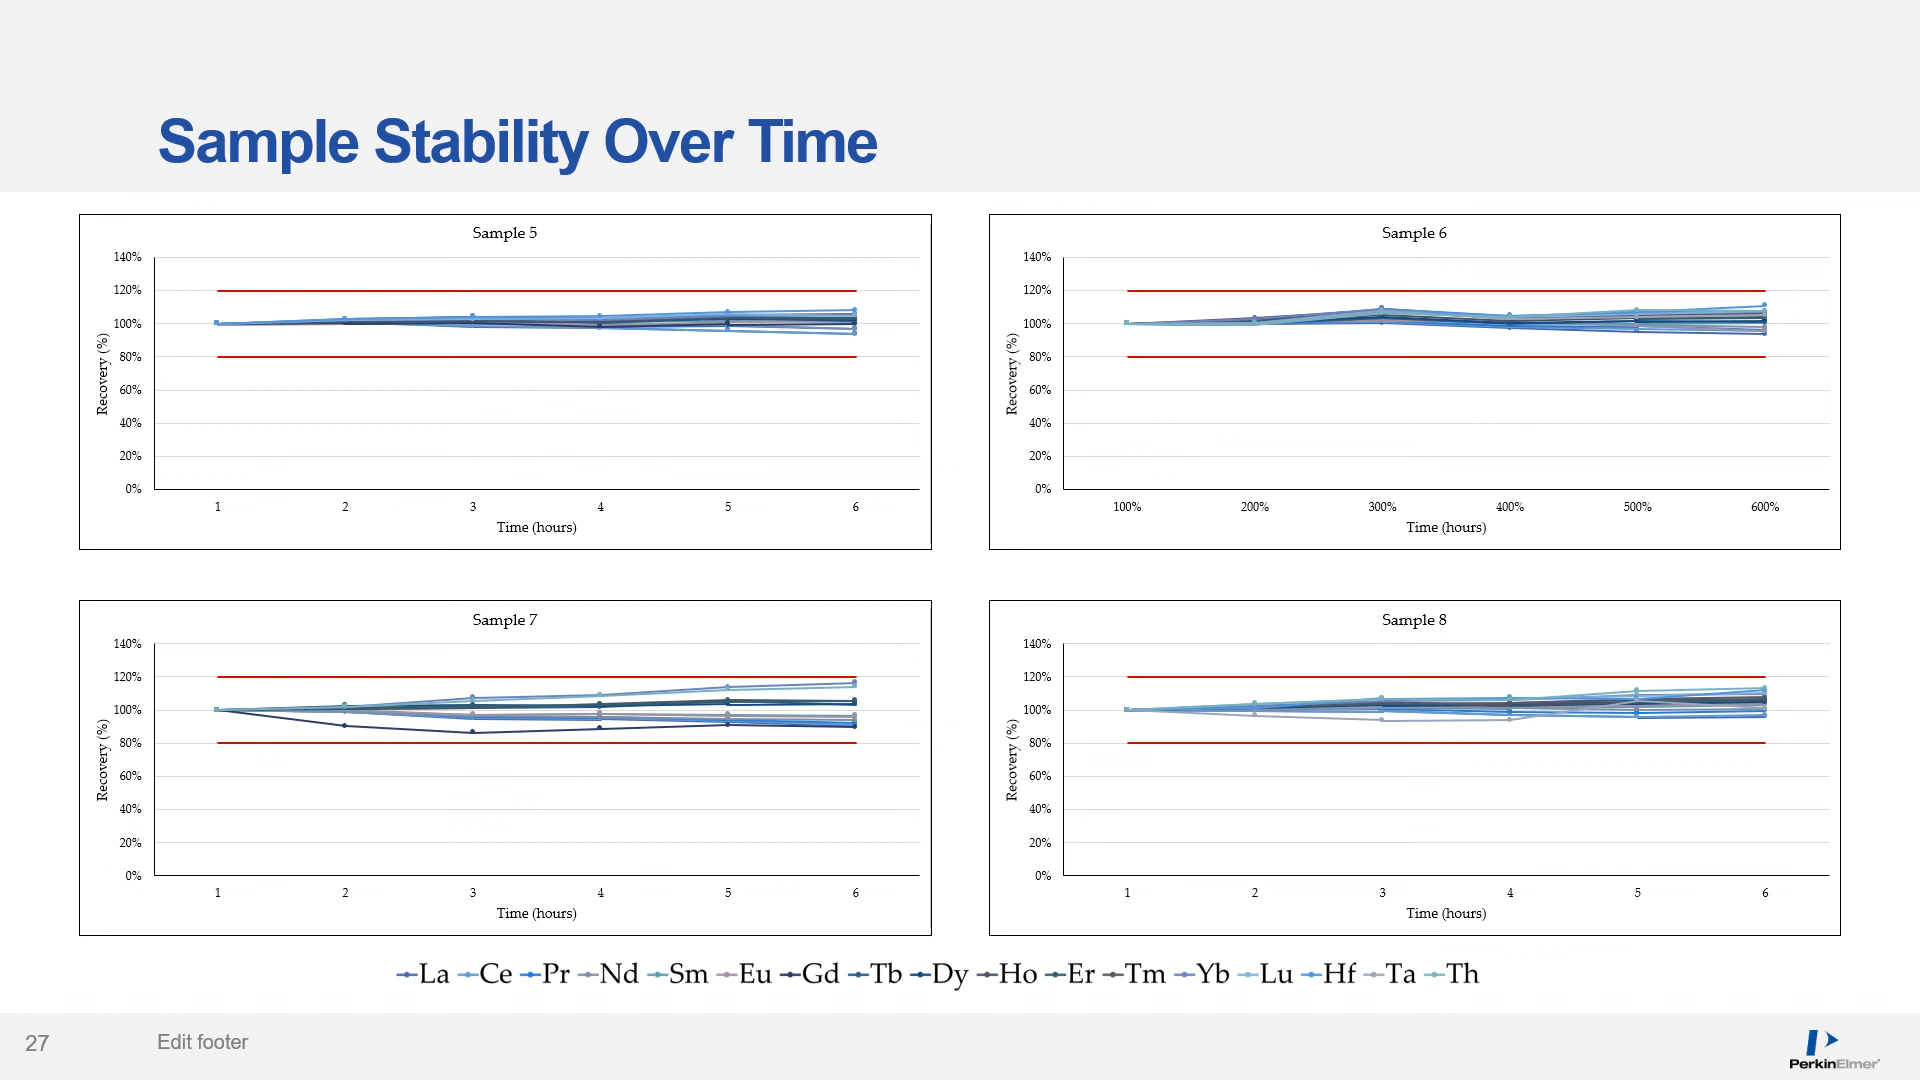 Sample Stability Over Time
Sample 5
140%
120%
100%
80%
60%
40%
20%
0%
Recovery (%)
1 2 3 4 5 6
Time (hours)
Sample 6
140%
120%
100%
80%
60%
40%
20%
0%
Recovery (%)
100% 200% 300% 400% 500% 600%
Time (hours)
Sample 7
140%
120%
100%
80%
60%
40%
20%
0%
Recovery (%)
1 2 3 4 5 6
Time (hours)
Sample 8
140%
120%
100%
80%
60%
40%
20%
0%
Recovery (%)
1 2 3 4 5 6
Time (hours)
La Ce Pr Nd Sm Eu Gd Tb Dy Ho Er Tm Yb Lu Hf Ta Th
27 Edit footer
PerkinElmer